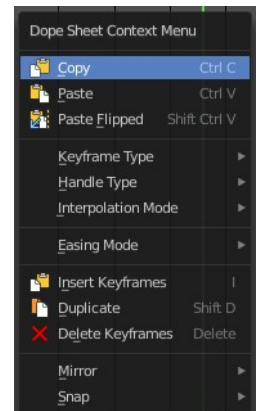 Dope Sheet Context Menu
Copy Ctrl C
Paste Ctrl V
Paste Flipped Shift Ctrl V
Keyframe Type
Handle Type
Interpolation Mode
Easing Mode
Insert Keyframes I
Duplicate Shift D
Delete Keyframes Delete
Mirror
Snap